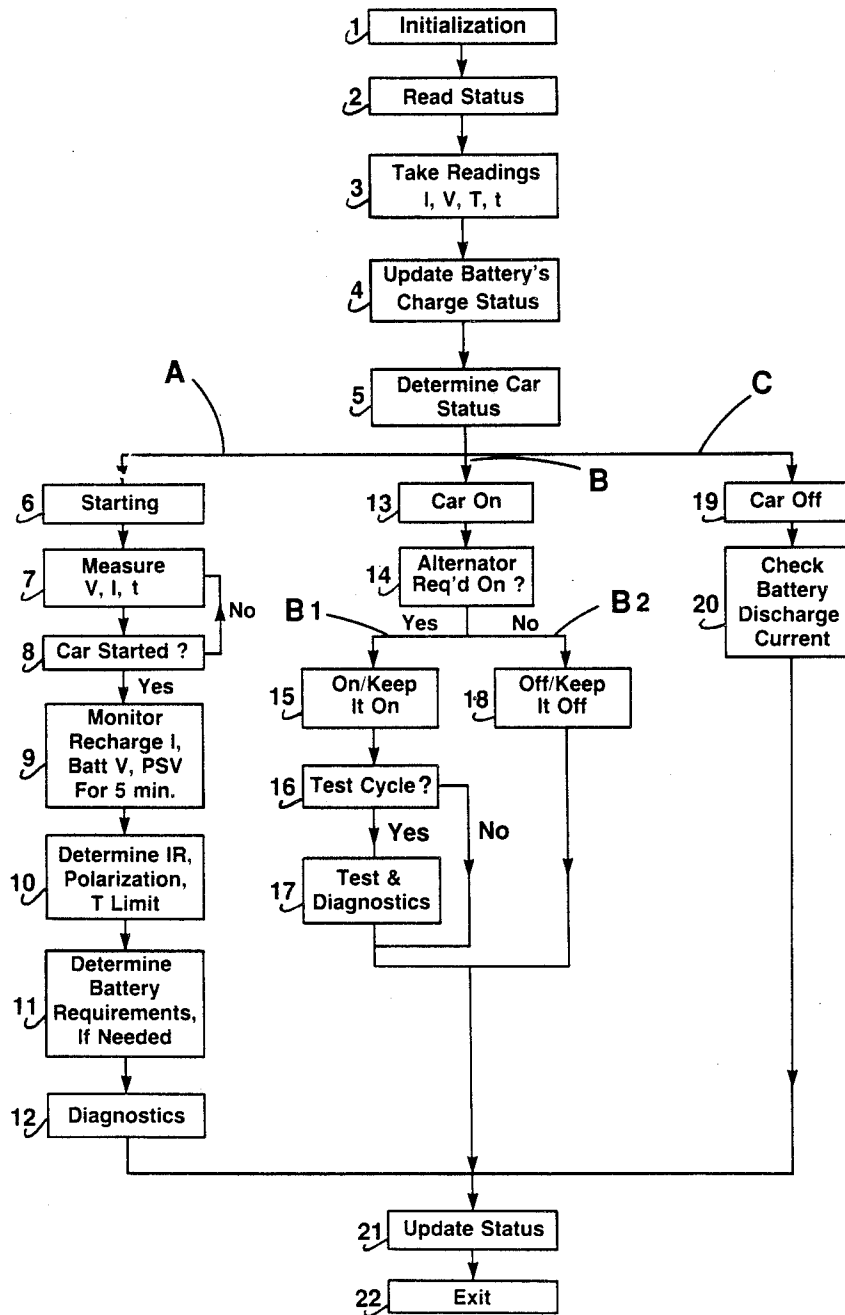 1 Initialization
2 Read Status
3 Take Readings
I, V, T, t
4 Update Battery's
Charge Status
5 Determine Car
Status
A
B
C
6 Starting
7 Measure
V, I, t
No
8 Car Started ?
Yes
9 Monitor
Recharge I,
Batt V, PSV
For 5 min.
10 Determine IR,
Polarization,
T Limit
11 Determine
Battery
Requirements,
If Needed
12 Diagnostics
13 Car On
14 Alternator
Req'd On ?
B1
Yes
No
B2
15 On/Keep
It On
16 Test Cycle ?
Yes
No
17 Test &
Diagnostics
18 Off/Keep
It Off
19 Car Off
20 Check
Battery
Discharge
Current
21 Update Status
22 Exit